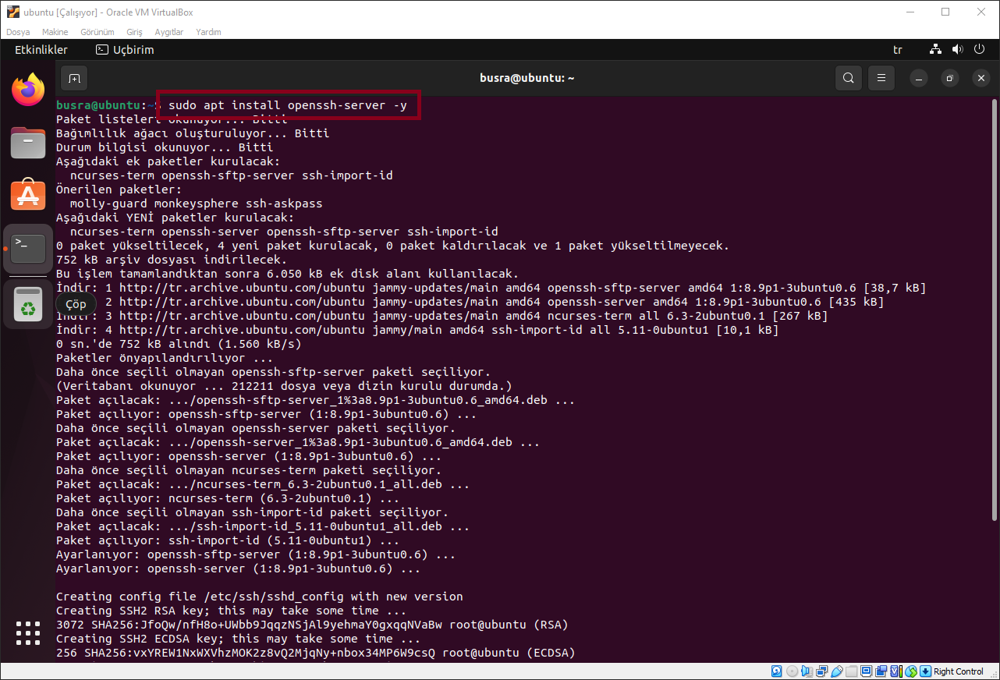 ubuntu [Çalışıyor] - Oracle VM VirtualBox
Dosya Makine Görünüm Giriş Aygıtlar Yardım
Etkinlikler Uçbirim tr
busra@ubuntu: ~
busra@ubuntu:~$ sudo apt install openssh-server -y
Paket listeleri okunuyor... Bitti
Bağımlılık ağacı oluşturuluyor... Bitti
Durum bilgisi okunuyor... Bitti
Aşağıdaki ek paketler kurulacak:
ncurses-term openssh-sftp-server ssh-import-id
Önerilen paketler:
molly-guard monkeysphere ssh-askpass
Aşağıdaki YENİ paketler kurulacak:
ncurses-term openssh-server openssh-sftp-server ssh-import-id
0 paket yükseltilecek, 4 yeni paket kurulacak, 0 paket kaldırılacak ve 1 paket yükseltilmeyecek.
752 kB arşiv dosyası indirilecek.
Bu işlem tamamlandıktan sonra 6.050 kB ek disk alanı kullanılacak.
İndir: 1 http://tr.archive.ubuntu.com/ubuntu jammy-updates/main amd64 openssh-sftp-server amd64 1:8.9p1-3ubuntu0.6 [38,7 kB]
Çöp 2 http://tr.archive.ubuntu.com/ubuntu jammy-updates/main amd64 openssh-server amd64 1:8.9p1-3ubuntu0.6 [435 kB]
İndir: 3 http://tr.archive.ubuntu.com/ubuntu jammy-updates/main amd64 ncurses-term all 6.3-2ubuntu0.1 [267 kB]
İndir: 4 http://tr.archive.ubuntu.com/ubuntu jammy/main amd64 ssh-import-id all 5.11-0ubuntu1 [10,1 kB]
0 sn.'de 752 kB alındı (1.560 kB/s)
Paketler önyapılandırılıyor ...
Daha önce seçili olmayan openssh-sftp-server paketi seçiliyor.
(Veritabanı okunuyor ... 212211 dosya veya dizin kurulu durumda.)
Paket açılacak: .../openssh-sftp-server_1%3a8.9p1-3ubuntu0.6_amd64.deb ...
Paket açılıyor: openssh-sftp-server (1:8.9p1-3ubuntu0.6) ...
Daha önce seçili olmayan openssh-server paketi seçiliyor.
Paket açılacak: .../openssh-server_1%3a8.9p1-3ubuntu0.6_amd64.deb ...
Paket açılıyor: openssh-server (1:8.9p1-3ubuntu0.6) ...
Daha önce seçili olmayan ncurses-term paketi seçiliyor.
Paket açılacak: .../ncurses-term_6.3-2ubuntu0.1_all.deb ...
Paket açılıyor: ncurses-term (6.3-2ubuntu0.1) ...
Daha önce seçili olmayan ssh-import-id paketi seçiliyor.
Paket açılacak: .../ssh-import-id_5.11-0ubuntu1_all.deb ...
Paket açılıyor: ssh-import-id (5.11-0ubuntu1) ...
Ayarlanıyor: openssh-sftp-server (1:8.9p1-3ubuntu0.6) ...
Ayarlanıyor: openssh-server (1:8.9p1-3ubuntu0.6) ...
Creating config file /etc/ssh/sshd_config with new version
Creating SSH2 RSA key; this may take some time ...
3072 SHA256:JfoQw/nfH8o+UWbb9JqqzNSjAl9yehmaY0gxqqNVaBw root@ubuntu (RSA)
Creating SSH2 ECDSA key; this may take some time ...
256 SHA256:vxYREW1NxWXVhzMOK2z8vQ2MjqNy+nbox34MP6W9csQ root@ubuntu (ECDSA)
Right Control